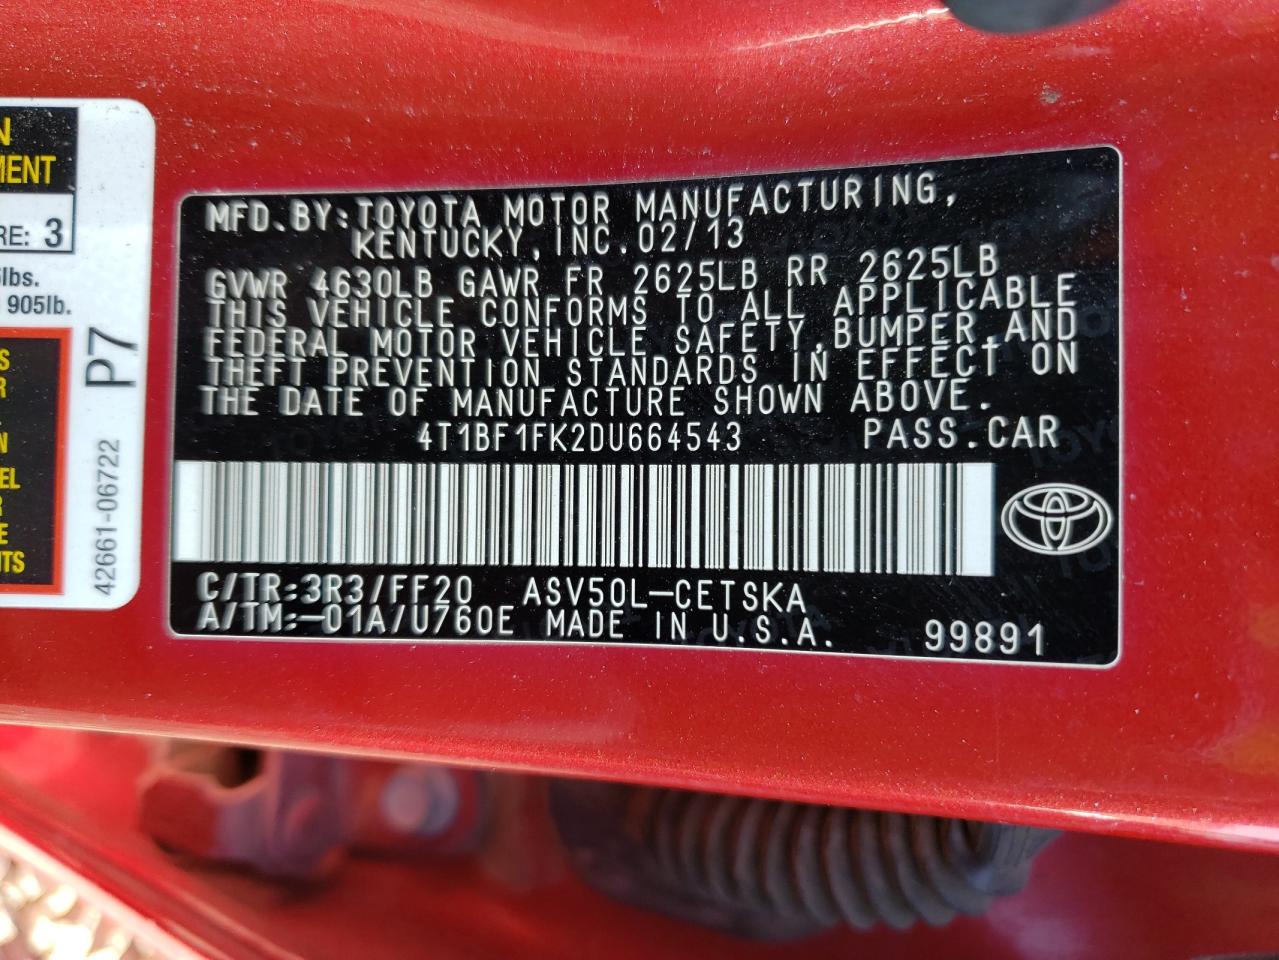 N
MENT
RE: 3
lbs.
905lb.
S
R
N
EL
R
E
ITS
P7
42661-06722
MFD.BY:TOYOTA MOTOR MANUFACTURING,
KENTUCKY, INC. 02/13
GVWR 4630LB GAWR FR 2625LB RR 2625LB
THIS VEHICLE CONFORMS TO ALL APPLICABLE
FEDERAL MOTOR VEHICLE SAFETY,BUMPER,AND
THEFT PREVENTION STANDARDS IN EFFECT ON
THE DATE OF MANUFACTURE SHOWN ABOVE.
4T1BF1FK2DU664543 PASS.CAR
C/TR:3R3/FF20 ASV50L-CETSKA
A/TM:-01A/U760E MADE IN U.S.A. 99891